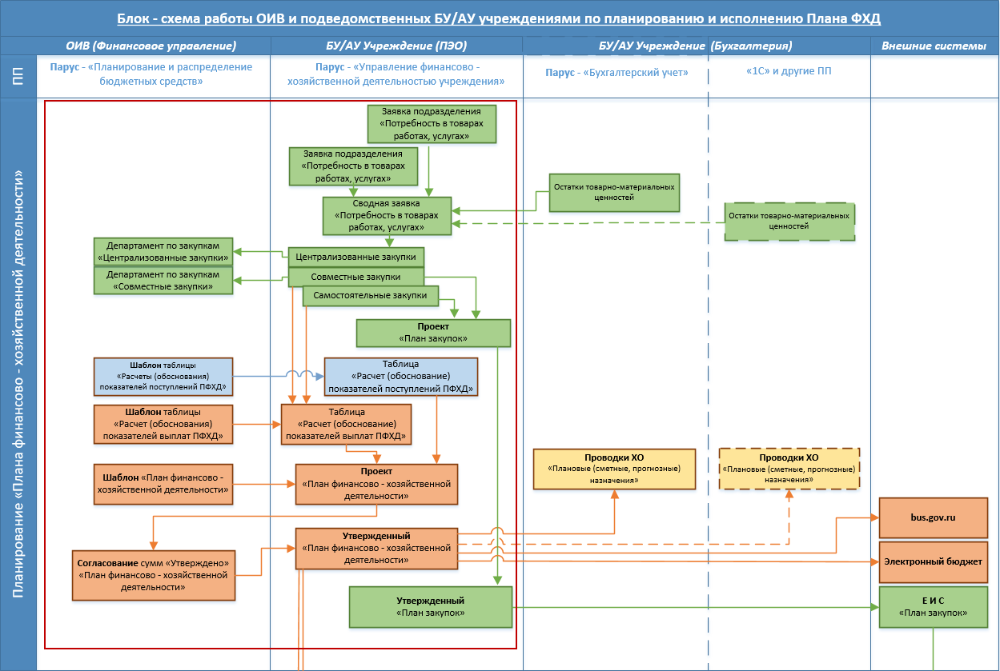 Блок - схема работы ОИВ и подведомственных БУ/АУ учреждениями по планированию и исполнению Плана ФХД
ОИВ (Финансовое управление)
БУ/АУ Учреждение (ПЭО)
БУ/АУ Учреждение (Бухгалтерия)
Внешние системы
ПП
Парус - «Планирование и распределение
бюджетных средств»
Парус - «Управление финансово -
хозяйственной деятельностью учреждения»
Парус - «Бухгалтерский учет»
«1С» и другие ПП
Планирование «Плана финансово - хозяйственной деятельности»
Заявка подразделения
«Потребность в товарах
работах, услугах»
Заявка подразделения
«Потребность в товарах
работах, услугах»
Остатки товарно-материальных
ценностей
Сводная заявка
«Потребность в товарах
работах, услугах»
Остатки товарно-материальных
ценностей
Департамент по закупкам
«Централизованные закупки»
Централизованные закупки
Департамент по закупкам
«Совместные закупки»
Совместные закупки
Самостоятельные закупки
Проект
«План закупок»
Шаблон таблицы
«Расчеты (обоснования)
показателей поступлений ПФХД»
Таблица
«Расчет (обоснование)
показателей поступлений ПФХД»
Шаблон таблицы
«Расчет (обоснования)
показателей выплат ПФХД»
Таблица
«Расчет (обоснование)
показателей выплат ПФХД»
Шаблон «План финансово -
хозяйственной деятельности»
Проект
«План финансово - хозяйственной
деятельности»
Проводки ХО
«Плановые (сметные, прогнозные)
назначения»
Проводки ХО
«Плановые (сметные, прогнозные)
назначения»
bus.gov.ru
Утвержденный
«План финансово - хозяйственной
деятельности»
Согласование сумм «Утверждено»
«План финансово - хозяйственной
деятельности»
Электронный бюджет
Утвержденный
«План закупок»
Е И С
«План закупок»